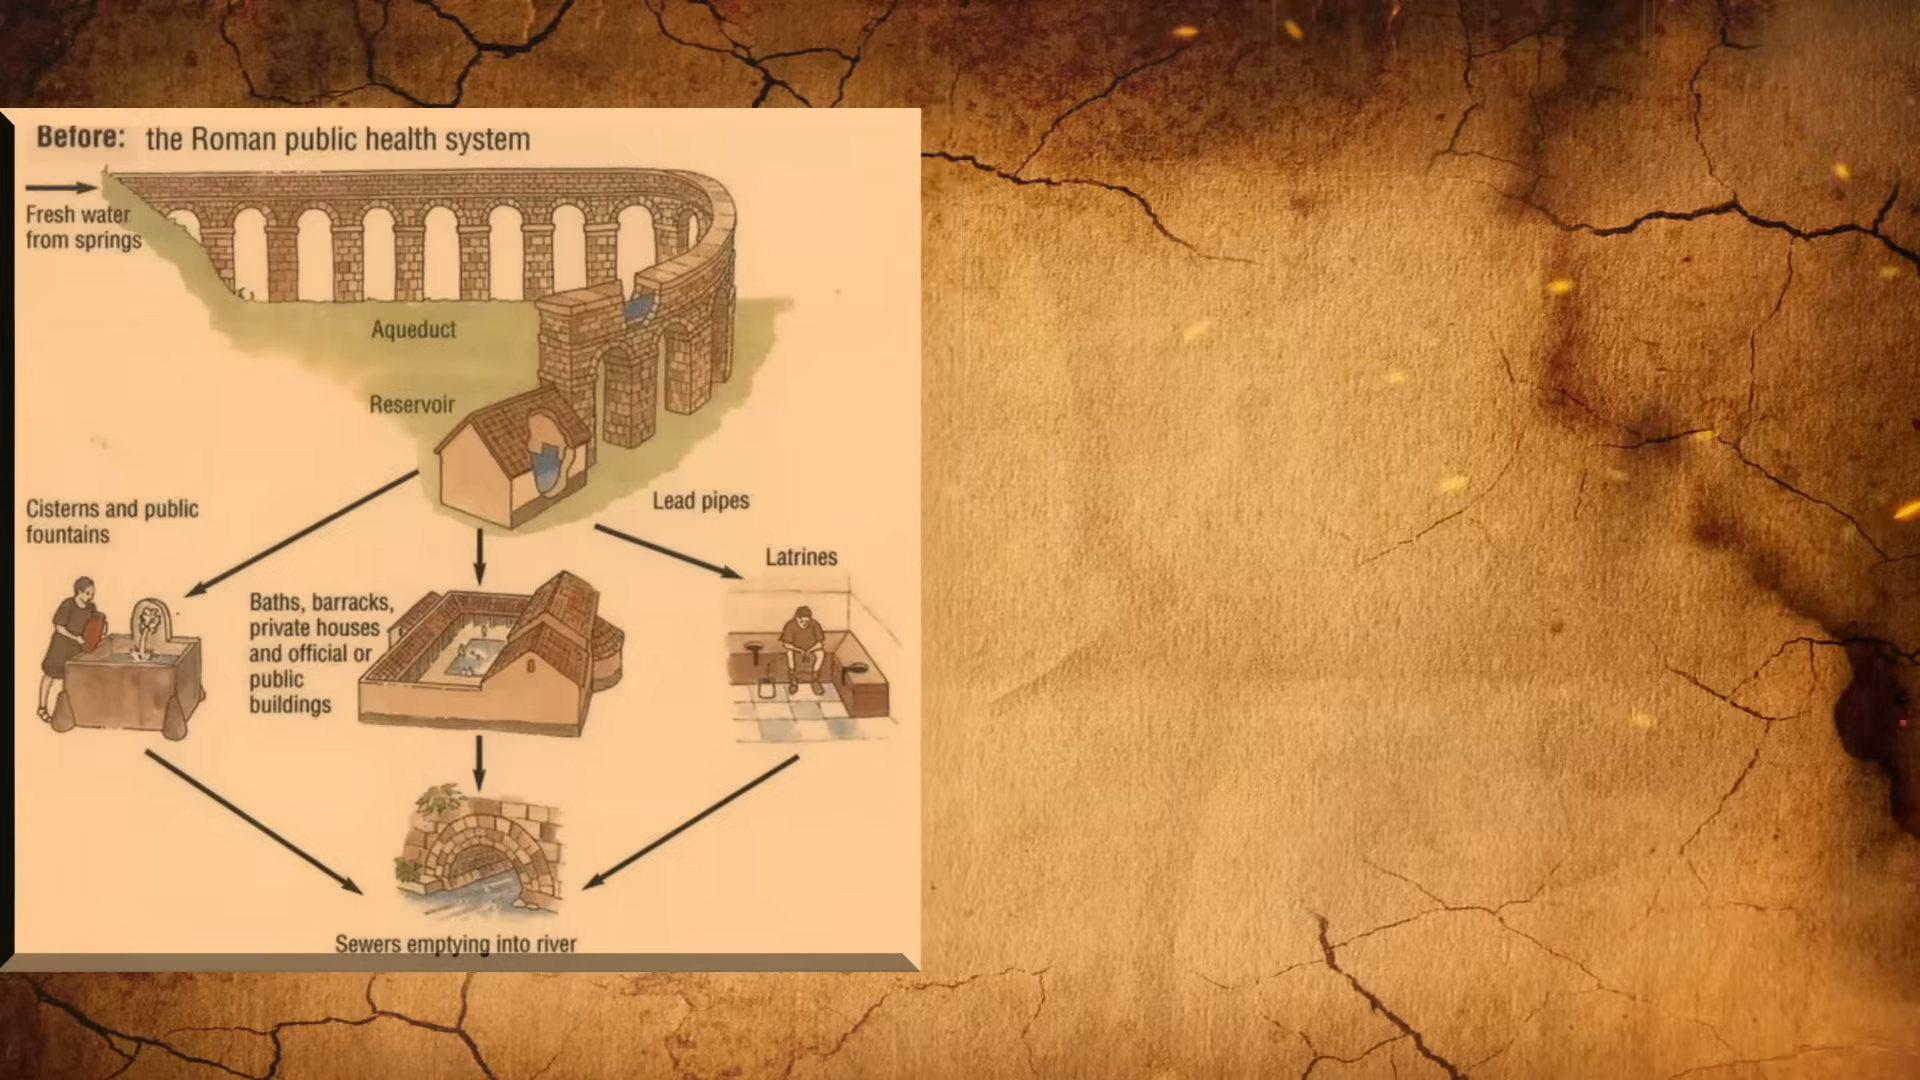 Before: the Roman public health system
Fresh water
from springs
Aqueduct
Reservoir
Lead pipes
Cisterns and public
fountains
Latrines
Baths, barracks,
private houses
and official or
public
buildings
Sewers emptying into river